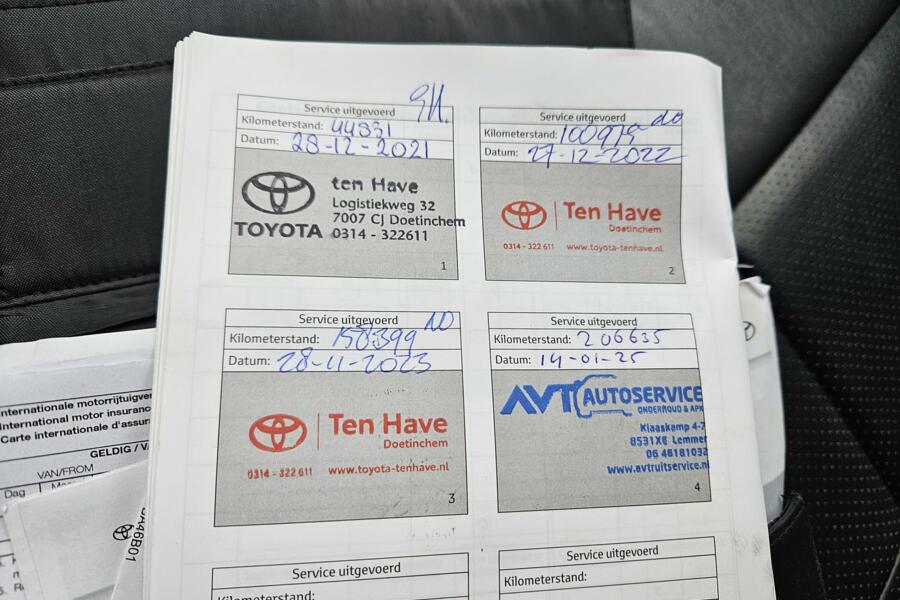 Service uitgevoerd
Kilometerstand: 44831
Datum: 28-12-2021
TOYOTA
ten Have
Logistiekweg 32
7007 CJ Doetinchem
0314 - 322611
1
Service uitgevoerd
Kilometerstand:
Datum: 27-12-2022
Ten Have
Doetinchem
0314 - 322 611 www.toyota-tenhave.nl
2
Service uitgevoerd
Kilometerstand: 158399
Datum: 28-11-2023
Ten Have
Doetinchem
0314 - 322 611 www.toyota-tenhave.nl
3
Service uitgevoerd
Kilometerstand: 206635
Datum: 14-01-25
AVT AUTOSERVICE
ONDERHOUD & APK
Klaaskamp 4-7
8531XE Lemmer
06 46181032
www.avtruitservice.nl
4
Service uitgevoerd
Kilometerstand:
Service uitgevoerd
Kilometerstand:
Internationale motorrijtuigver
International motor insuranc
Carte internationale d'assur
GELDIG / VA
VAN/FROM
Dag